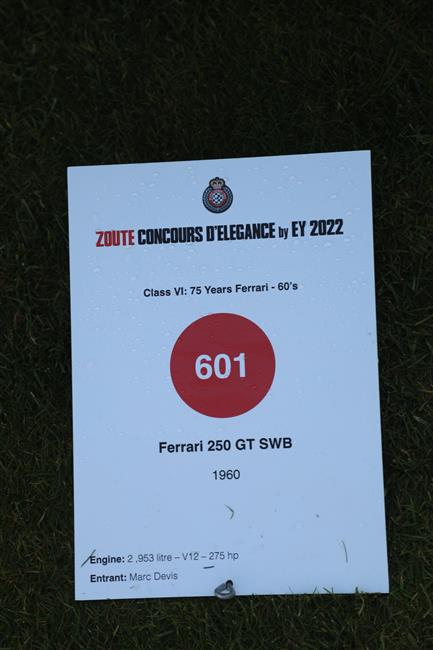 ZOUTE CONCOURS D'ELEGANCE by EY 2022
Class VI: 75 Years Ferrari - 60's
601
Ferrari 250 GT SWB
1960
Engine: 2 ,953 litre – V12 – 275 hp
Entrant: Marc Devis